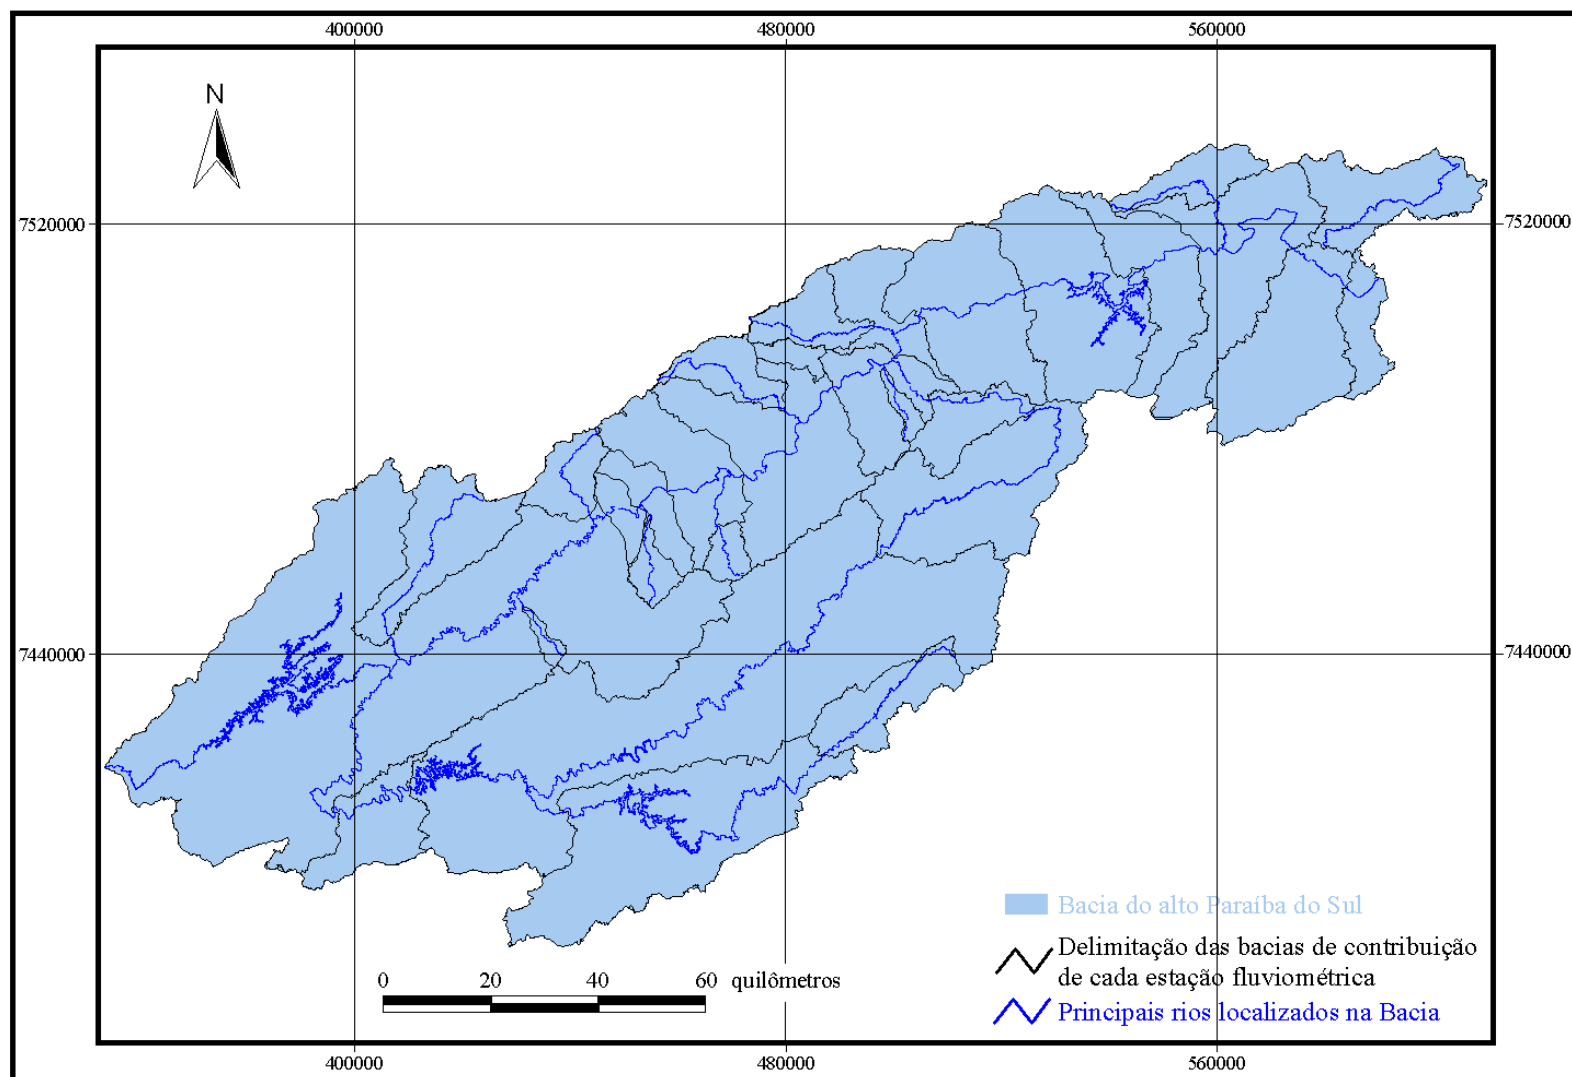 400000 480000 560000
N
7520000 7520000
7440000 7440000
Bacia do alto Paraíba do Sul
Delimitação das bacias de contribuição
de cada estação fluviométrica
Principais rios localizados na Bacia
0 20 40 60 quilômetros
400000 480000 560000